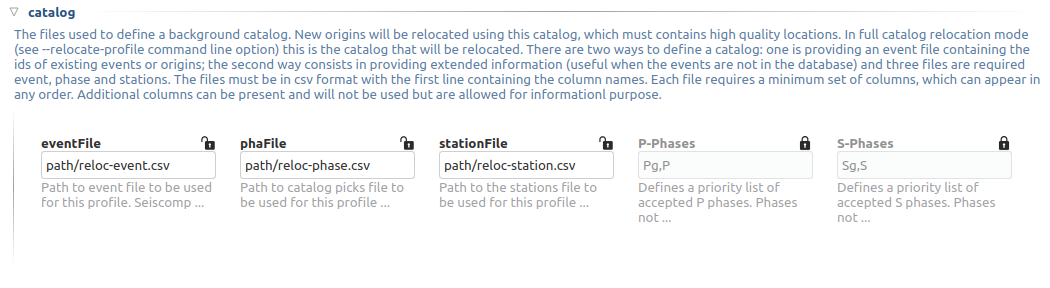 catalog
The files used to define a background catalog. New origins will be relocated using this catalog, which must contains high quality locations. In full catalog relocation mode
(see --relocate-profile command line option) this is the catalog that will be relocated. There are two ways to define a catalog: one is providing an event file containing the
ids of existing events or origins; the second way consists in providing extended information (useful when the events are not in the database) and three files are required
event, phase and stations. The files must be in csv format with the first line containing the column names. Each file requires a minimum set of columns, which can appear in
any order. Additional columns can be present and will not be used but are allowed for informationl purpose.
eventFile phaFile stationFile P-Phases S-Phases
path/reloc-event.csv path/reloc-phase.csv path/reloc-station.csv Pg,P Sg,S
Path to event file to be used Path to catalog picks file to Path to the stations file to Defines a priority list of Defines a priority list of
for this profile. Seiscomp ... be used for this profile ... be used for this profile ... accepted P phases. Phases accepted S phases. Phases
not ... not ...